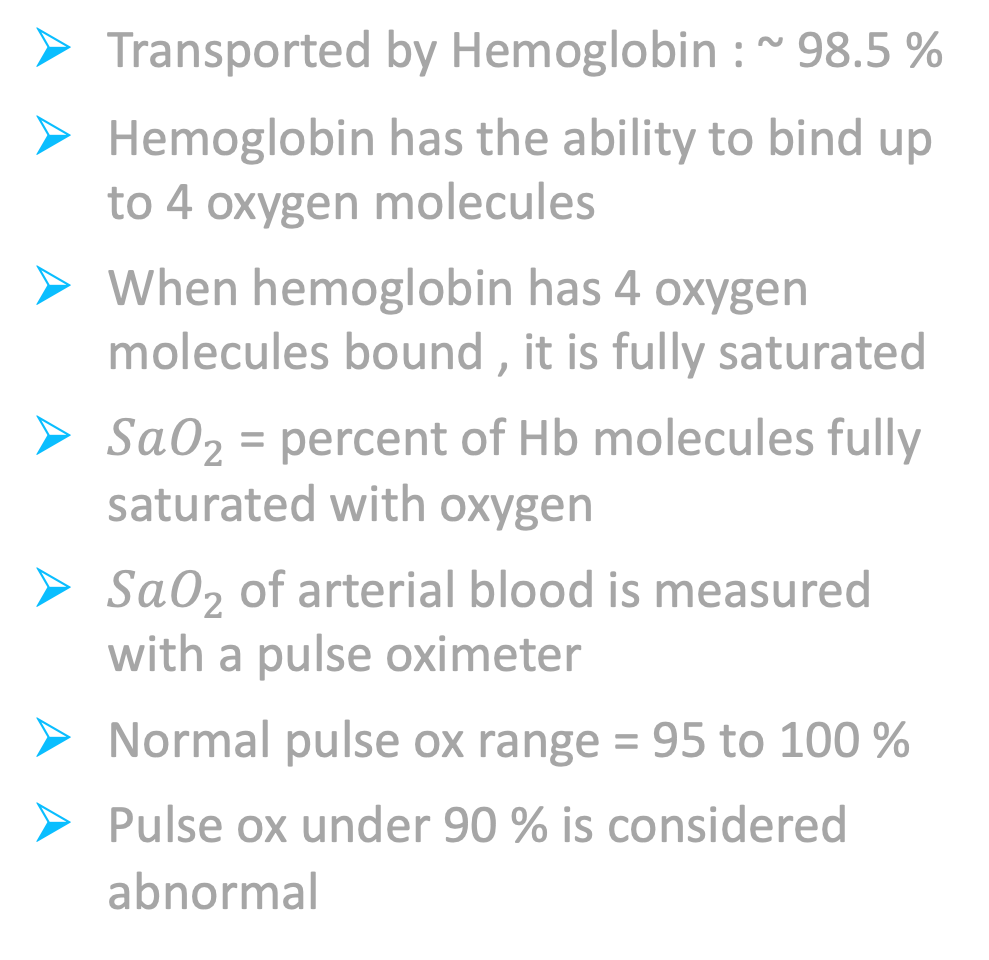 ➢ Transported by Hemoglobin : ~ 98.5 %
➢ Hemoglobin has the ability to bind up
to 4 oxygen molecules
➢ When hemoglobin has 4 oxygen
molecules bound , it is fully saturated
➢ SaO₂ = percent of Hb molecules fully
saturated with oxygen
➢ SaO₂ of arterial blood is measured
with a pulse oximeter
➢ Normal pulse ox range = 95 to 100 %
➢ Pulse ox under 90 % is considered
abnormal